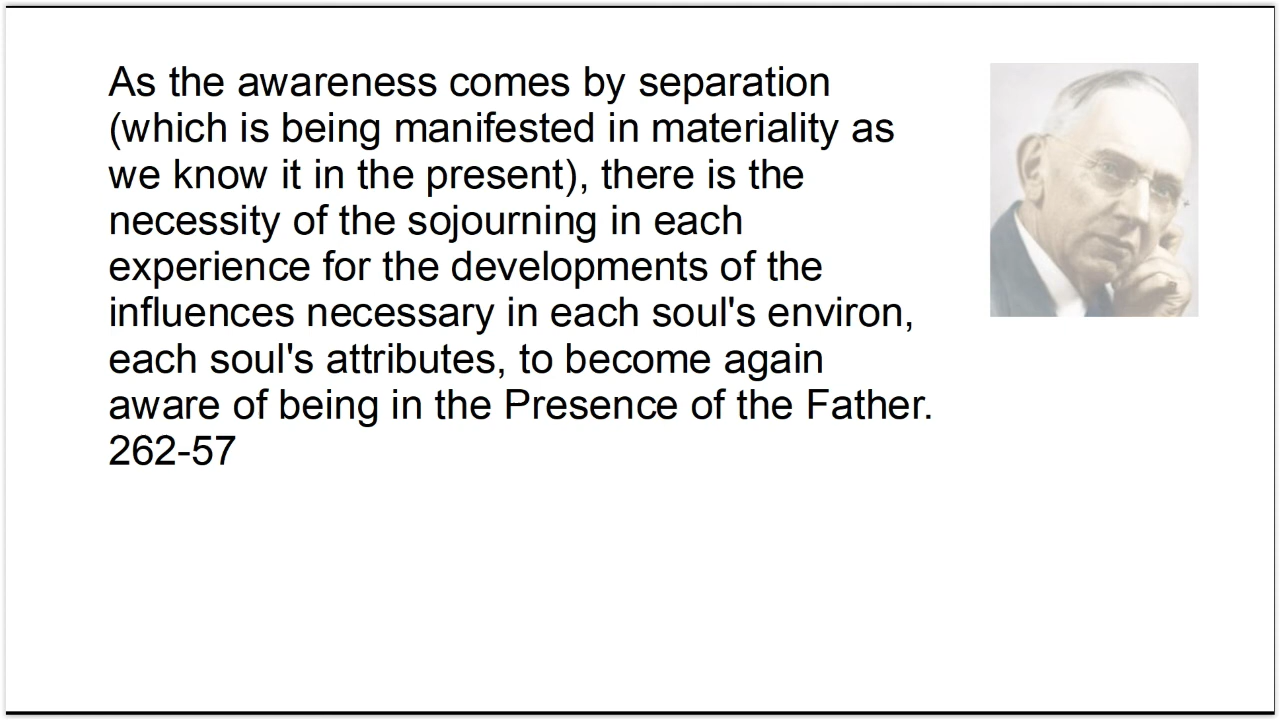 As the awareness comes by separation
(which is being manifested in materiality as
we know it in the present), there is the
necessity of the sojourning in each
experience for the developments of the
influences necessary in each soul's environ,
each soul's attributes, to become again
aware of being in the Presence of the Father.
262-57